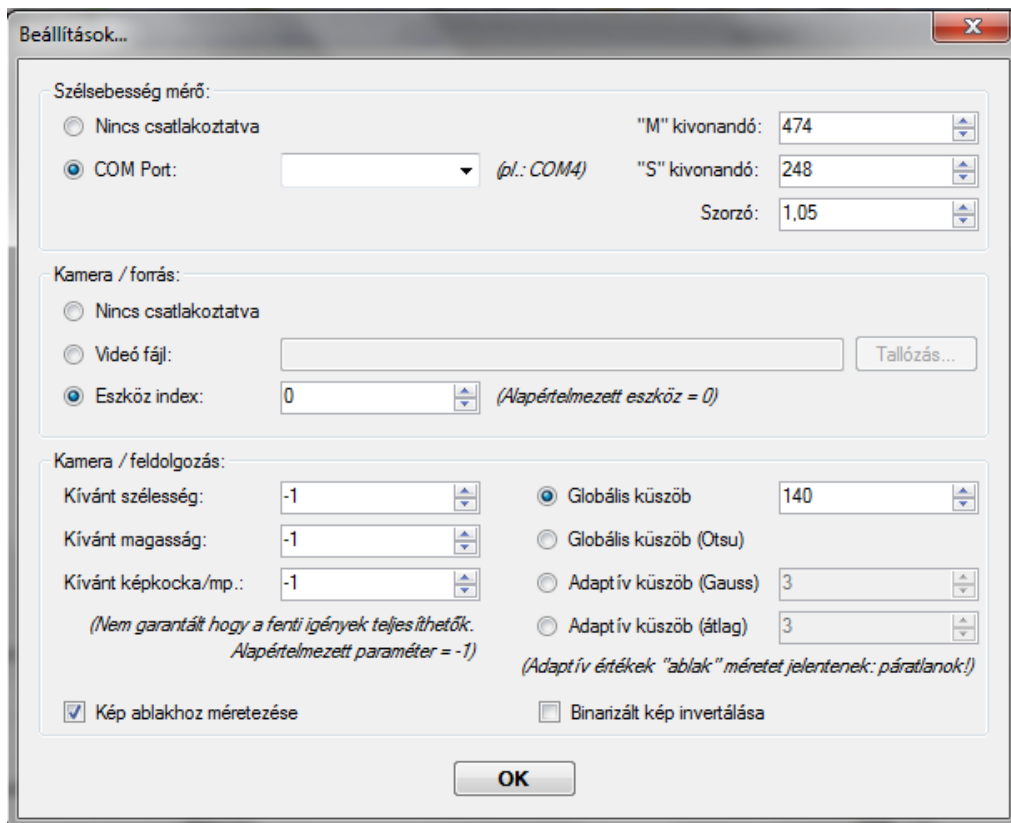 Beállítások...
Szélsebesség mérő:
Nincs csatlakoztatva
"M" kivonandó: 474
COM Port: (pl.: COM4)
"S" kivonandó: 248
Szorzó: 1,05
Kamera / forrás:
Nincs csatlakoztatva
Videó fájl: Tallózás...
Eszköz index: 0 (Alapértelmezett eszköz = 0)
Kamera / feldolgozás:
Kívánt szélesség: -1
Globális küszöb 140
Kívánt magasság: -1
Globális küszöb (Otsu)
Kívánt képkocka/mp.: -1
Adaptív küszöb (Gauss) 3
(Nem garantált hogy a fenti igények teljesíthetők.
Alapértelmezett paraméter = -1)
Adaptív küszöb (átlag) 3
(Adaptív értékek "ablak" méretet jelentenek: páratlanok!)
Kép ablakhoz méretezése
Binarizált kép invertálása
OK